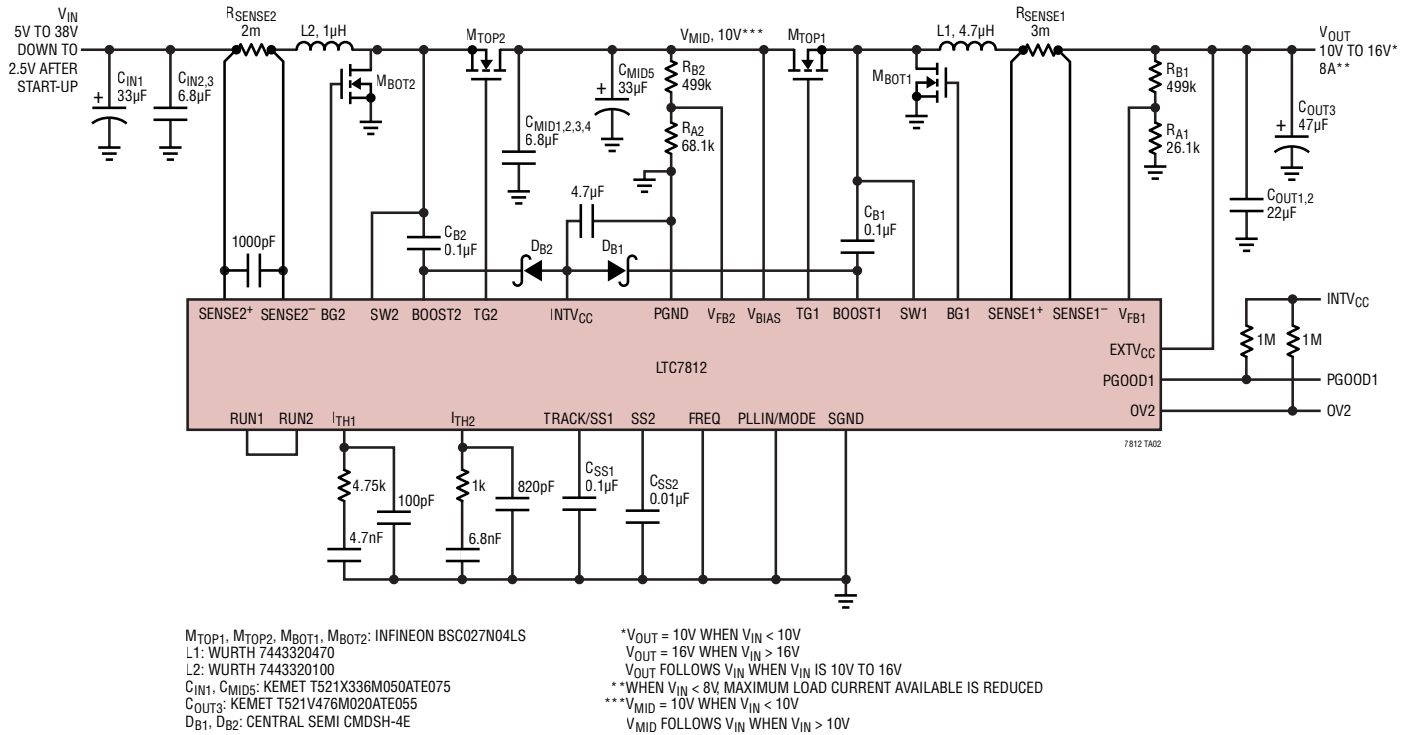 VIN
5V TO 38V
DOWN TO
2.5V AFTER
START-UP
RSENSE2
2m
L2, 1µH
MTOP2
VMID, 10V***
MTOP1
L1, 4.7µH
RSENSE1
3m
VOUT
10V TO 16V*
8A**
CIN1
33µF
+
CIN2,3
6.8µF
MBOT2
CMID5
33µF
+
RB2
499k
MBOT1
RB1
499k
COUT3
47µF
+
CMID1,2,3,4
6.8µF
RA2
68.1k
RA1
26.1k
COUT1,2
22µF
4.7µF
1000pF
CB2
0.1µF
DB2
DB1
CB1
0.1µF
SENSE2+
SENSE2–
BG2
SW2
BOOST2
TG2
INTVCC
PGND
VFB2
VBIAS
TG1
BOOST1
SW1
BG1
SENSE1+
SENSE1–
VFB1
INTVCC
1M
1M
EXTVCC
LTC7812
PGOOD1
PGOOD1
OV2
OV2
RUN1
RUN2
ITH1
ITH2
TRACK/SS1
SS2
FREQ
PLLIN/MODE
SGND
7812 TA02
4.75k
100pF
4.7nF
1k
820pF
6.8nF
CSS1
0.1µF
CSS2
0.01µF
MTOP1, MTOP2, MBOT1, MBOT2: INFINEON BSC027N04LS
L1: WURTH 7443320470
L2: WURTH 7443320100
CIN1, CMID5: KEMET T521X336M050ATE075
COUT3: KEMET T521V476M020ATE055
DB1, DB2: CENTRAL SEMI CMDSH-4E
*VOUT = 10V WHEN VIN < 10V
VOUT = 16V WHEN VIN > 16V
VOUT FOLLOWS VIN WHEN VIN IS 10V TO 16V
**WHEN VIN < 8V, MAXIMUM LOAD CURRENT AVAILABLE IS REDUCED
***VMID = 10V WHEN VIN < 10V
VMID FOLLOWS VIN WHEN VIN > 10V